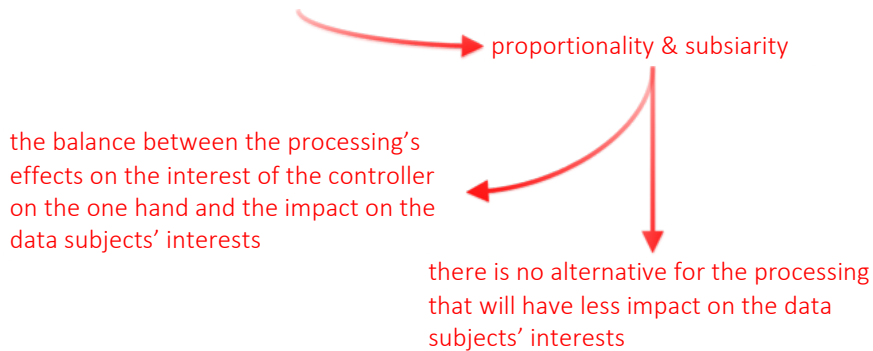 proportionality & subsiarity
the balance between the processing’s
effects on the interest of the controller
on the one hand and the impact on the
data subjects’ interests
there is no alternative for the processing
that will have less impact on the data
subjects’ interests